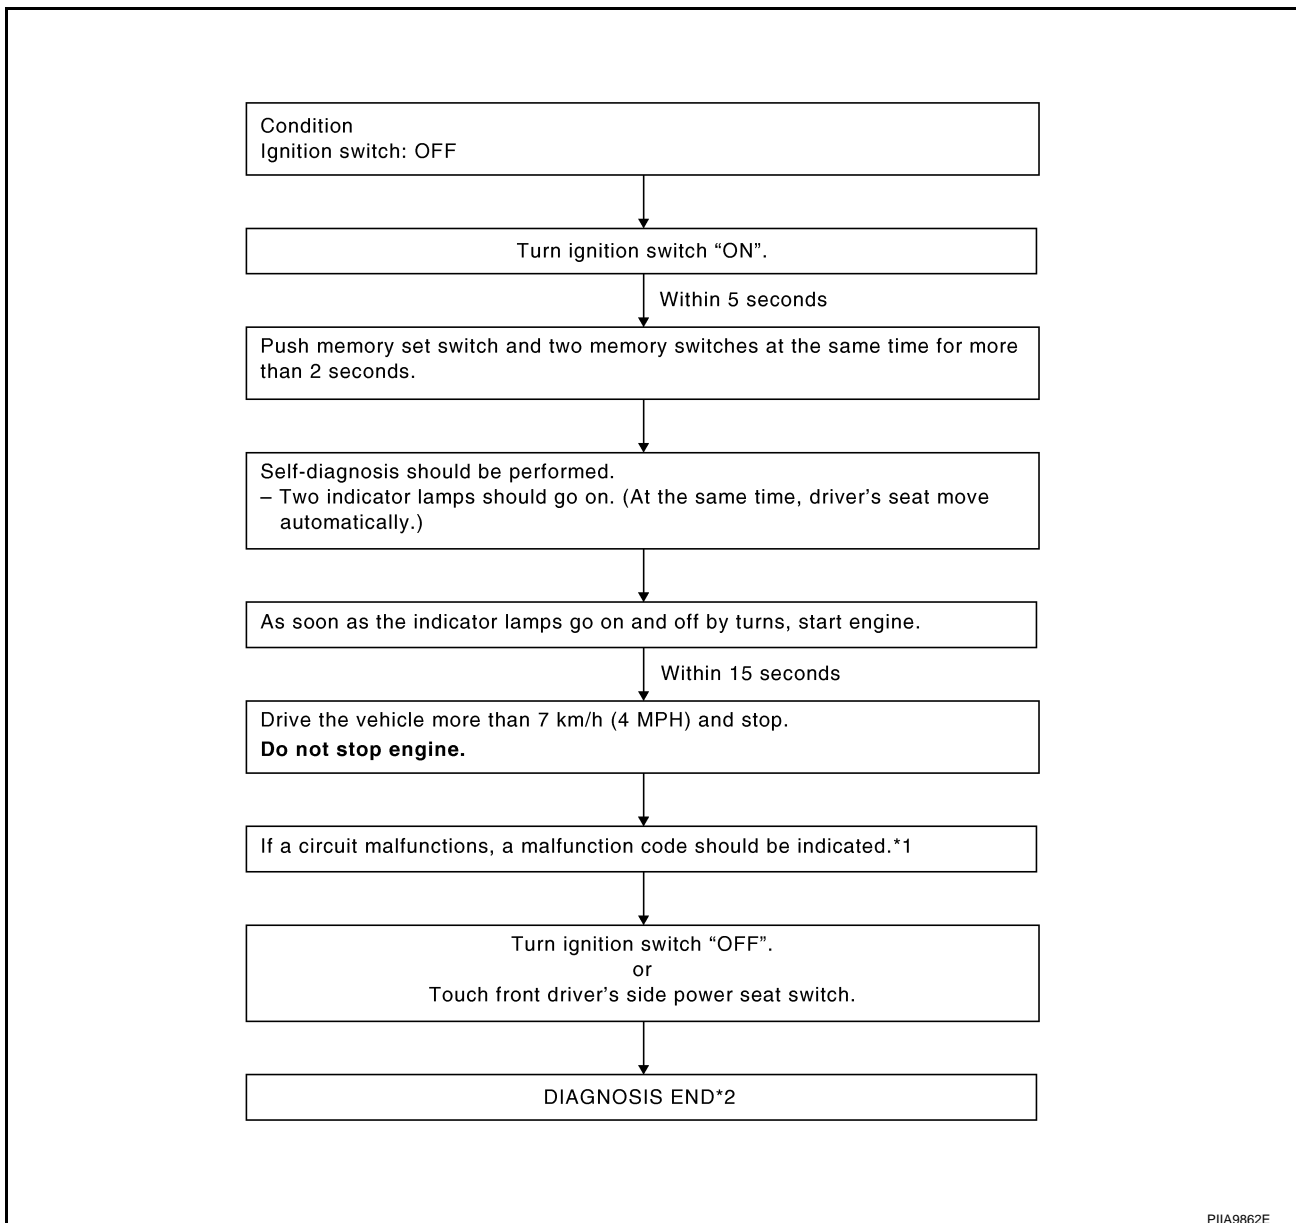 Condition
Ignition switch: OFF
Turn ignition switch “ON”.
Within 5 seconds
Push memory set switch and two memory switches at the same time for more
than 2 seconds.
Self-diagnosis should be performed.
– Two indicator lamps should go on. (At the same time, driver’s seat move
automatically.)
As soon as the indicator lamps go on and off by turns, start engine.
Within 15 seconds
Drive the vehicle more than 7 km/h (4 MPH) and stop.
Do not stop engine.
If a circuit malfunctions, a malfunction code should be indicated.*1
Turn ignition switch “OFF”.
or
Touch front driver’s side power seat switch.
DIAGNOSIS END*2
PIIA9862E